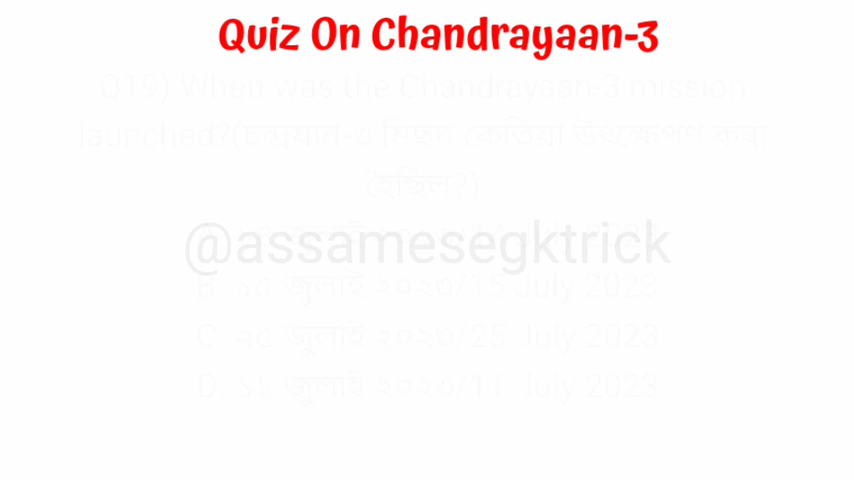 Quiz On Chandrayaan-3
Q19) When was the Chandrayaan-3 mission
launched?(চন্দ্ৰযান-৩ মিছন কেতিয়া উৎক্ষেপণ কৰা
হৈছিল?)
@assamesegktrick
B ১৫ জুলাই ২০২৩/15 July 2023
C ২৫ জুলাই ২০২৩/25 July 2023
D ১১ জুলাই ২০২৩/11 July 2023